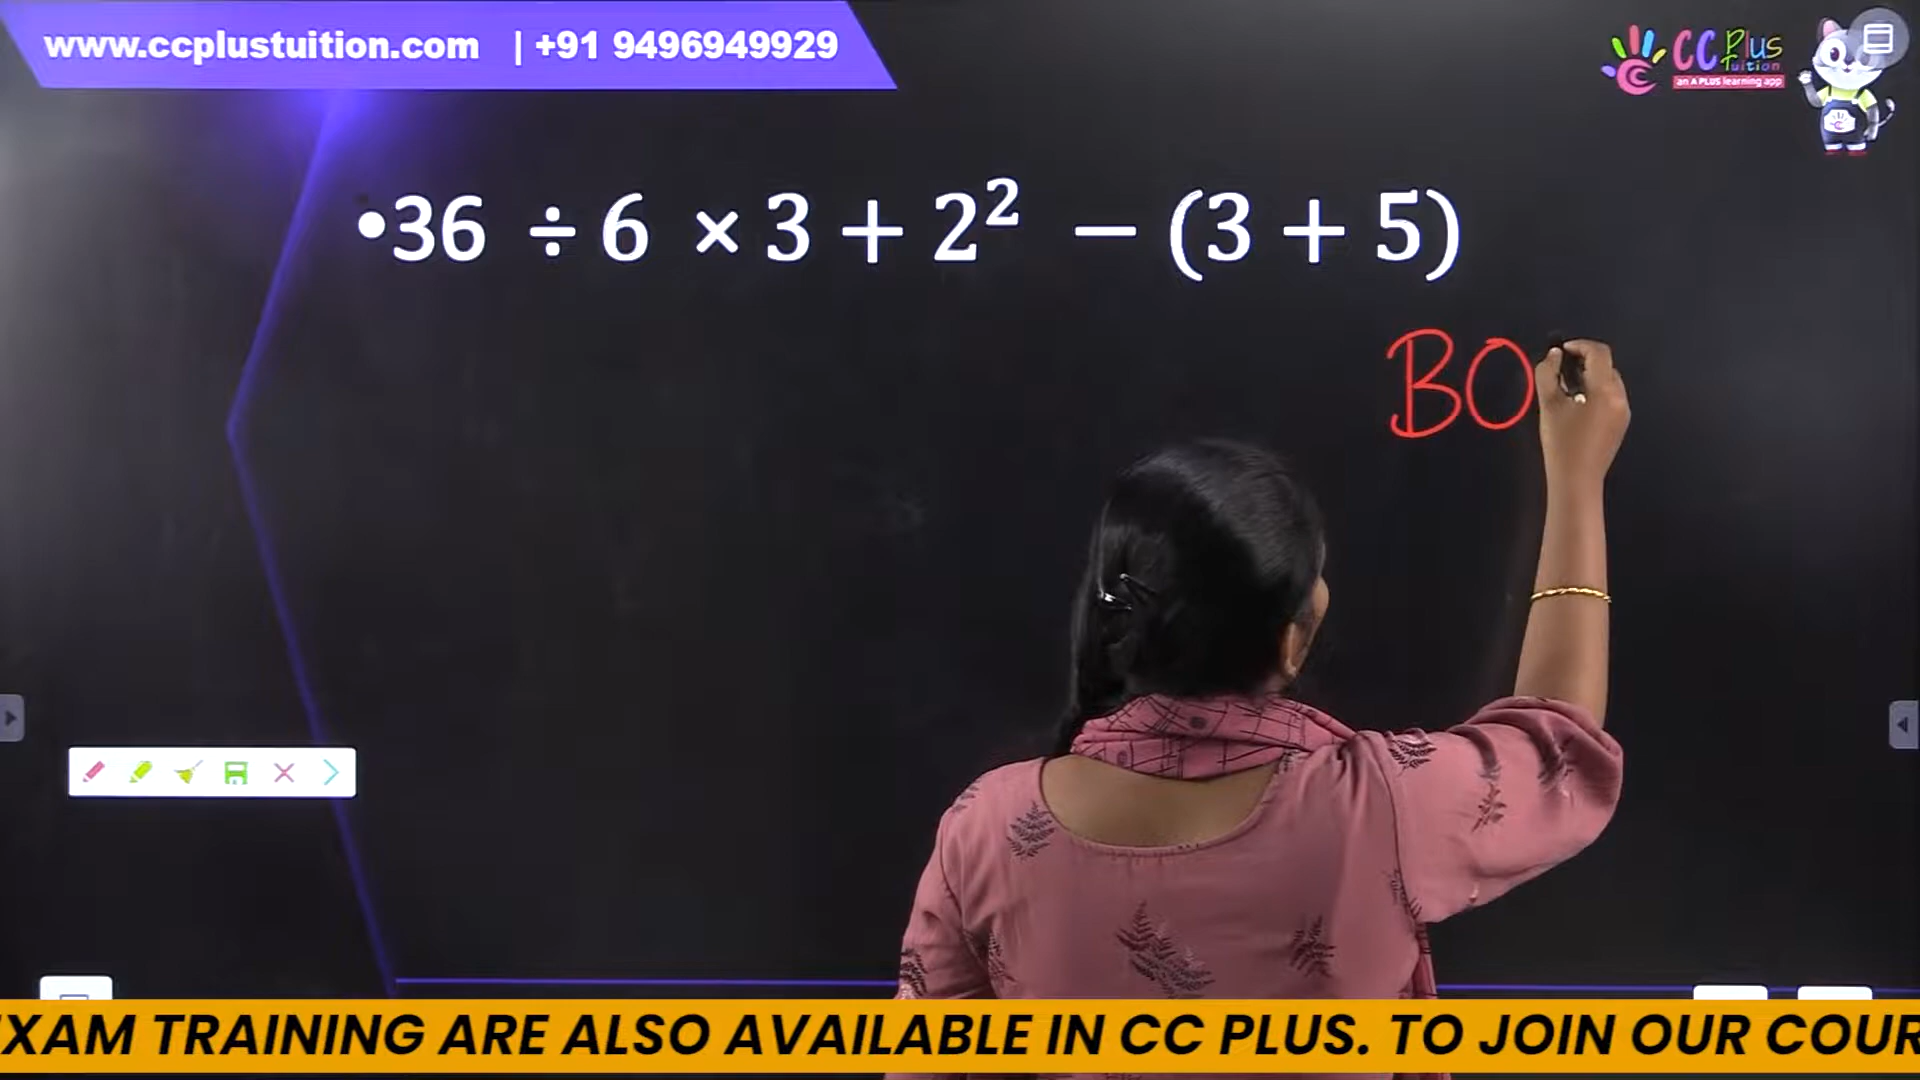 www.ccplustuition.com | +91 9496949929
CC Plus Tuition
an A PLUS learning app
•36 ÷ 6 × 3 + 2² − (3 + 5)
BO
EXAM TRAINING ARE ALSO AVAILABLE IN CC PLUS. TO JOIN OUR COUR